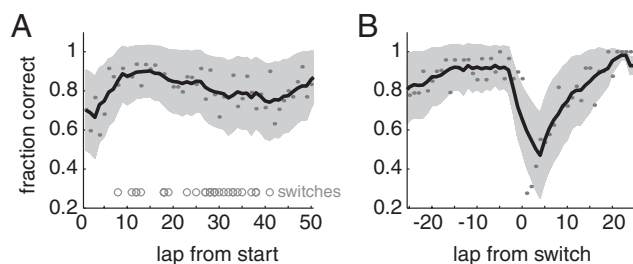 A
fraction correct
1
0.8
0.6
0.4
0.2
switches
0 10 20 30 40 50
lap from start
B
1
0.8
0.6
0.4
0.2
-20 -10 0 10 20
lap from switch